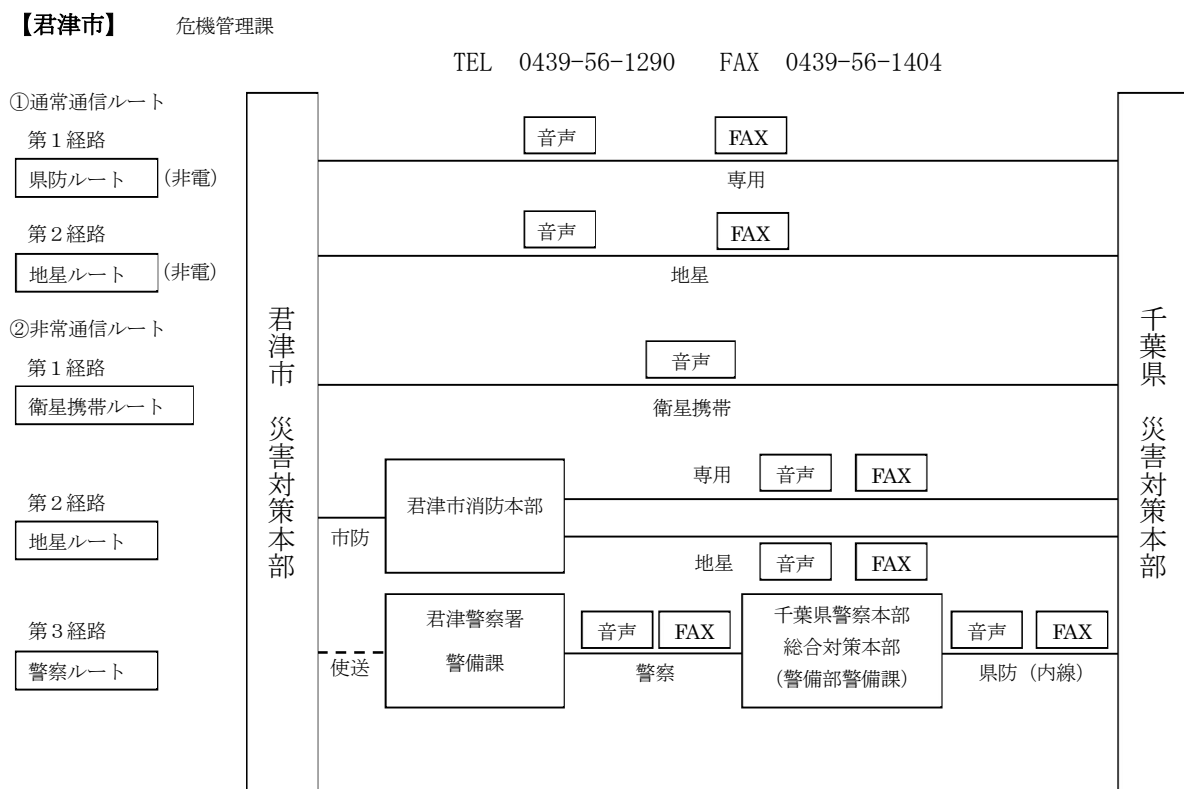 【君津市】 危機管理課
TEL 0439-56-1290 FAX 0439-56-1404
①通常通信ルート
第1経路
県防ルート (非電)
音声 FAX
専用
第2経路
地星ルート (非電)
音声 FAX
地星
②非常通信ルート
第1経路
衛星携帯ルート
音声
衛星携帯
第2経路
地星ルート
市防
君津市消防本部
専用 音声 FAX
地星 音声 FAX
第3経路
警察ルート
使送
君津警察署
警備課
音声 FAX
警察
千葉県警察本部
総合対策本部
(警備部警備課)
音声 FAX
県防(内線)
君津市 災害対策本部
千葉県 災害対策本部